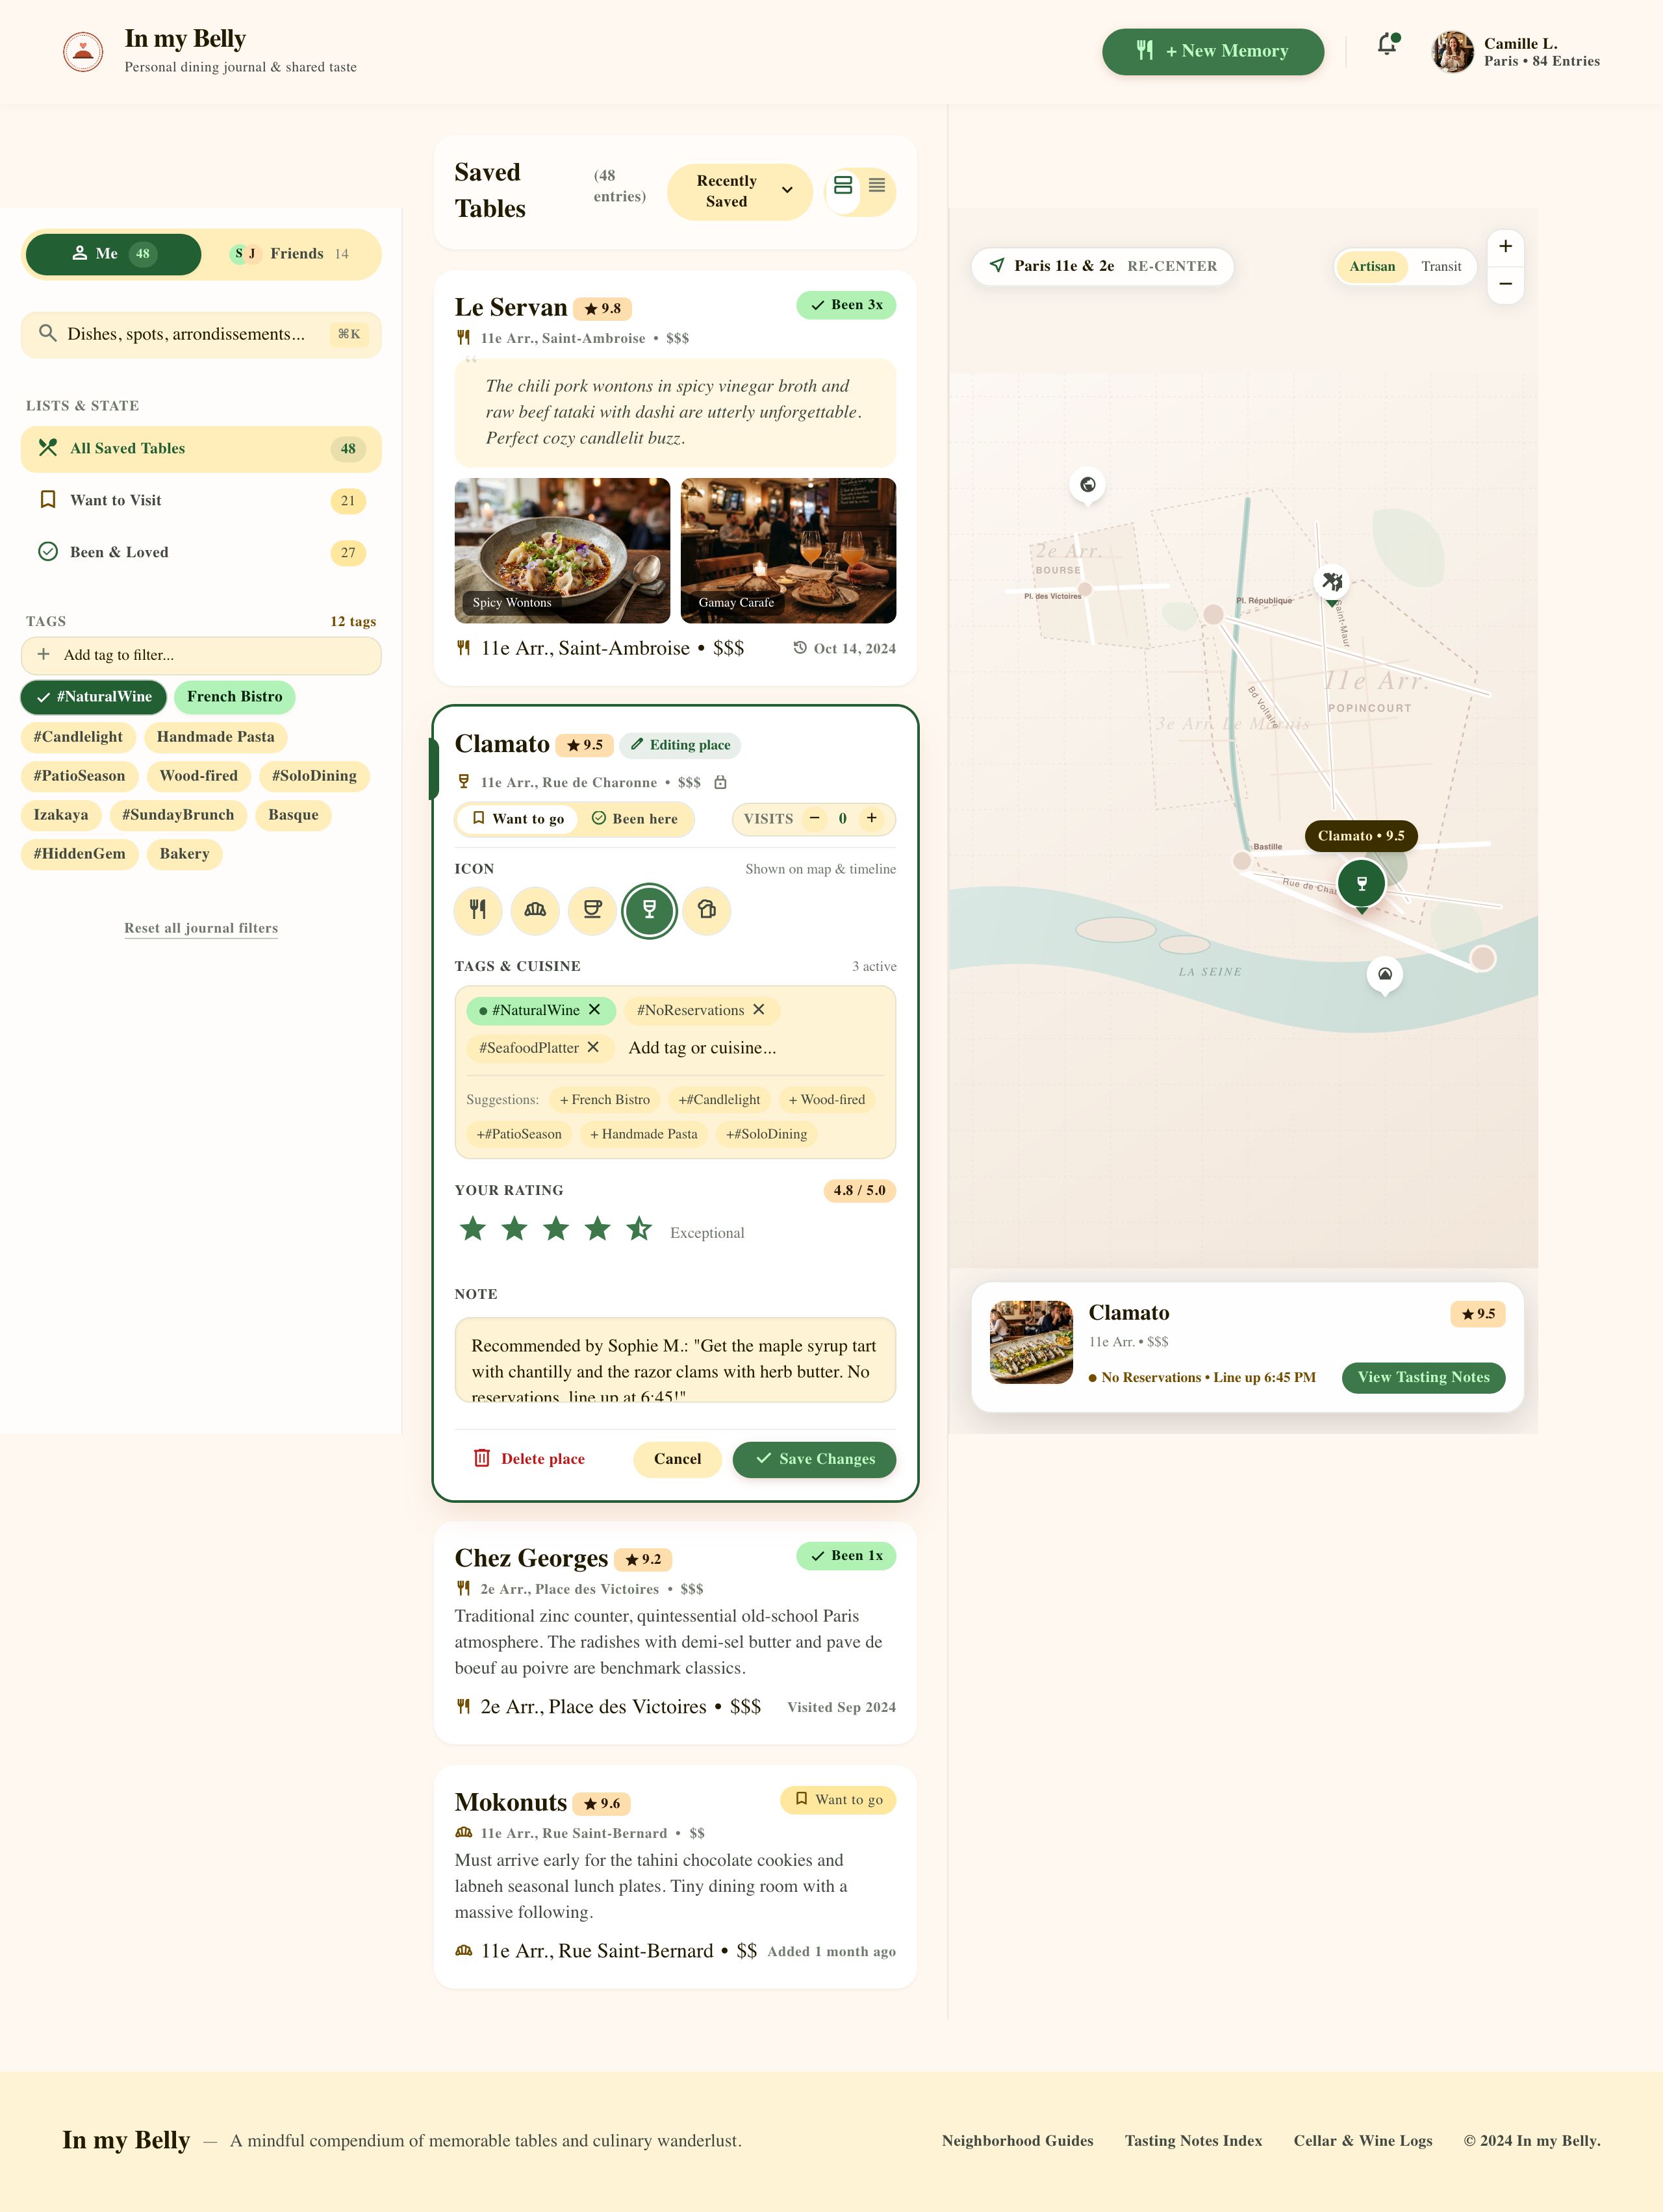 In my Belly
Personal dining journal & shared taste
+ New Memory
Camille L.
Paris • 84 Entries
Me 48
S J Friends 14
Dishes, spots, arrondissements... ⌘K
LISTS & STATE
All Saved Tables 48
Want to Visit 21
Been & Loved 27
TAGS 12 tags
+ Add tag to filter...
#NaturalWine French Bistro
#Candlelight Handmade Pasta
#PatioSeason Wood-fired #SoloDining
Izakaya #SundayBrunch Basque
#HiddenGem Bakery
Reset all journal filters
Saved
Tables
(48
entries)
Recently
Saved
Le Servan ★ 9.8
Been 3x
11e Arr., Saint-Ambroise • $$$
“
The chili pork wontons in spicy vinegar broth and
raw beef tataki with dashi are utterly unforgettable.
Perfect cozy candlelit buzz.
Spicy Wontons
Gamay Carafe
11e Arr., Saint-Ambroise • $$$
Oct 14, 2024
Clamato ★ 9.5 Editing place
11e Arr., Rue de Charonne • $$$
Want to go Been here
VISITS − 0 +
ICON Shown on map & timeline
TAGS & CUISINE 3 active
#NaturalWine ✕ #NoReservations ✕
#SeafoodPlatter ✕ Add tag or cuisine...
Suggestions: + French Bistro +#Candlelight + Wood-fired
+#PatioSeason + Handmade Pasta +#SoloDining
YOUR RATING 4.8 / 5.0
Exceptional
NOTE
Recommended by Sophie M.: "Get the maple syrup tart
with chantilly and the razor clams with herb butter. No
reservations, line up at 6:45!"
Delete place Cancel Save Changes
Chez Georges ★ 9.2
Been 1x
2e Arr., Place des Victoires • $$$
Traditional zinc counter, quintessential old-school Paris
atmosphere. The radishes with demi-sel butter and pave de
boeuf au poivre are benchmark classics.
2e Arr., Place des Victoires • $$$
Visited Sep 2024
Mokonuts ★ 9.6
Want to go
11e Arr., Rue Saint-Bernard • $$
Must arrive early for the tahini chocolate cookies and
labneh seasonal lunch plates. Tiny dining room with a
massive following.
11e Arr., Rue Saint-Bernard • $$
Added 1 month ago
Paris 11e & 2e RE-CENTER
Artisan Transit
+
−
2e Arr.
BOURSE
Pl. des Victoires
Pl. République
Saint-Maur
11e Arr.
POPINCOURT
Bd Voltaire
3e Arr. Le Marais
Clamato • 9.5
Bastille
Rue de
LA SEINE
Clamato
★ 9.5
11e Arr. • $$$
No Reservations • Line up 6:45 PM
View Tasting Notes
In my Belly — A mindful compendium of memorable tables and culinary wanderlust.
Neighborhood Guides Tasting Notes Index Cellar & Wine Logs © 2024 In my Belly.